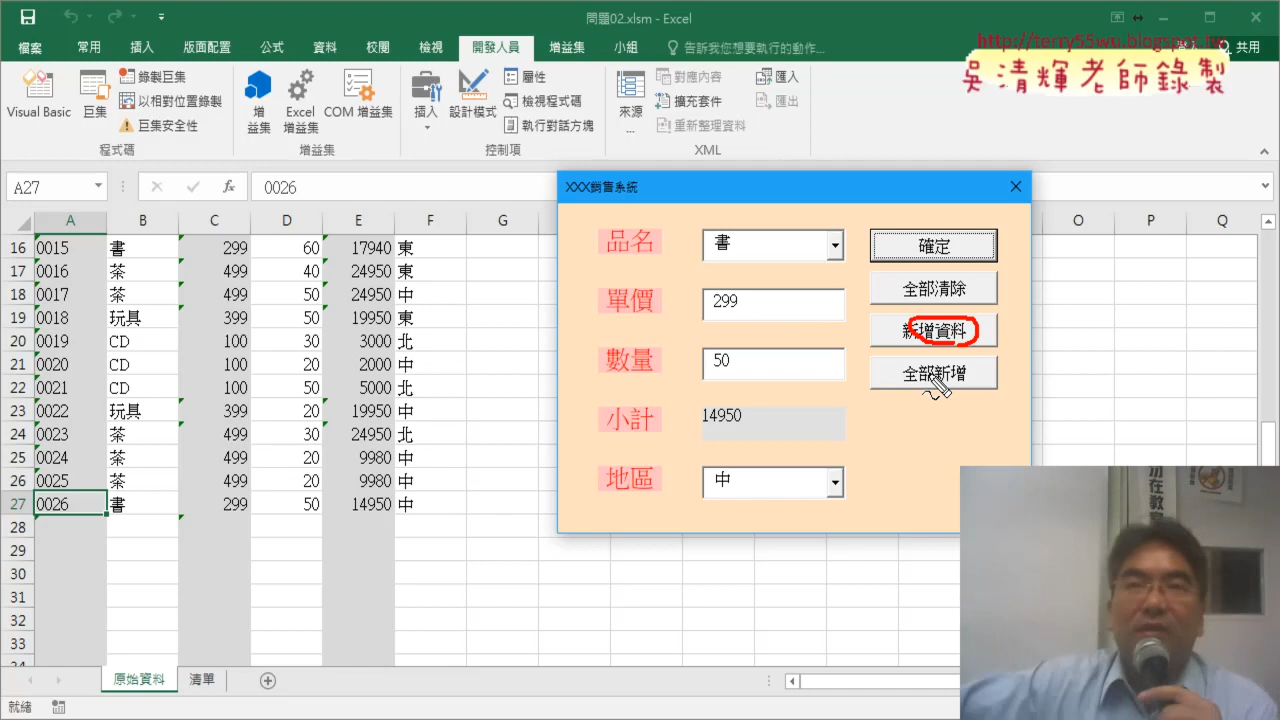 問題02.xlsm - Excel
檔案 常用 插入 版面配置 公式 資料 校閱 檢視 開發人員 增益集 小組 告訴我您想要執行的動作... 共用
http://terry55wu.blogspot.tw
吳清輝老師錄製
Visual Basic 巨集 錄製巨集 以相對位置錄製 巨集安全性
增益集 Excel 增益集 COM 增益集
插入 設計模式 屬性 檢視程式碼 執行對話方塊
來源... 對應內容 擴充套件 重新整理資料 匯入 匯出
程式碼 增益集 控制項 XML
A27 fx 0026
A B C D E F G O P Q
16 0015 書 299 60 17940 東
17 0016 茶 499 40 24950 東
18 0017 茶 499 50 24950 中
19 0018 玩具 399 50 19950 東
20 0019 CD 100 30 3000 北
21 0020 CD 100 20 2000 中
22 0021 CD 100 50 5000 北
23 0022 玩具 399 20 19950 中
24 0023 茶 499 30 24950 北
25 0024 茶 499 20 9980 中
26 0025 茶 499 20 9980 中
27 0026 書 299 50 14950 中
28
29
30
31
32
33
XXX銷售系統
品名 書 確定
單價 299 全部清除
數量 50 新增資料
小計 14950 全部新增
地區 中
原始資料 清單
就緒